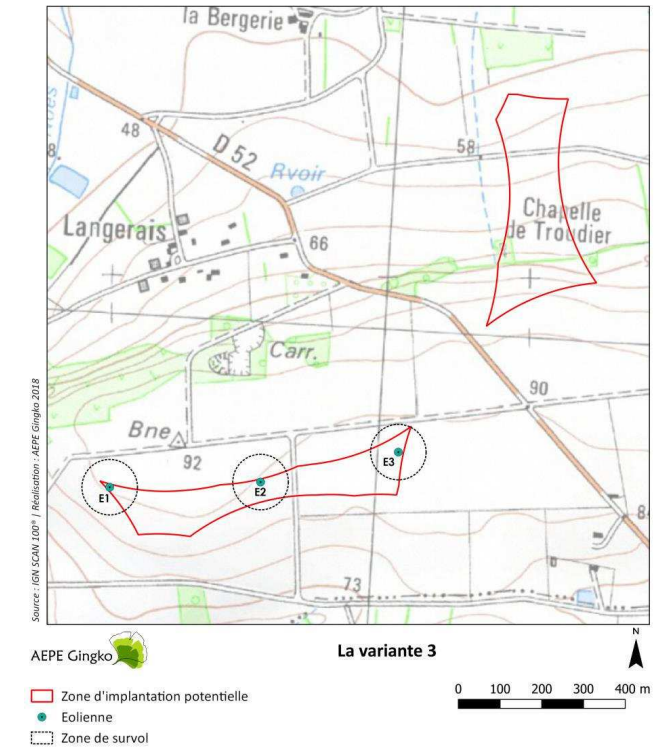 la Bergerie
48
D 52
58
8.
Rvoir
Chapelle
de Troudier
Langerais
66
Carr.
90
Bne
92
E1
E2
E3
73
Source : IGN SCAN 100® | Réalisation : AEPE Gingko 2018
AEPE Gingko
La variante 3
N
Zone d'implantation potentielle
Eolienne
Zone de survol
0 100 200 300 400 m